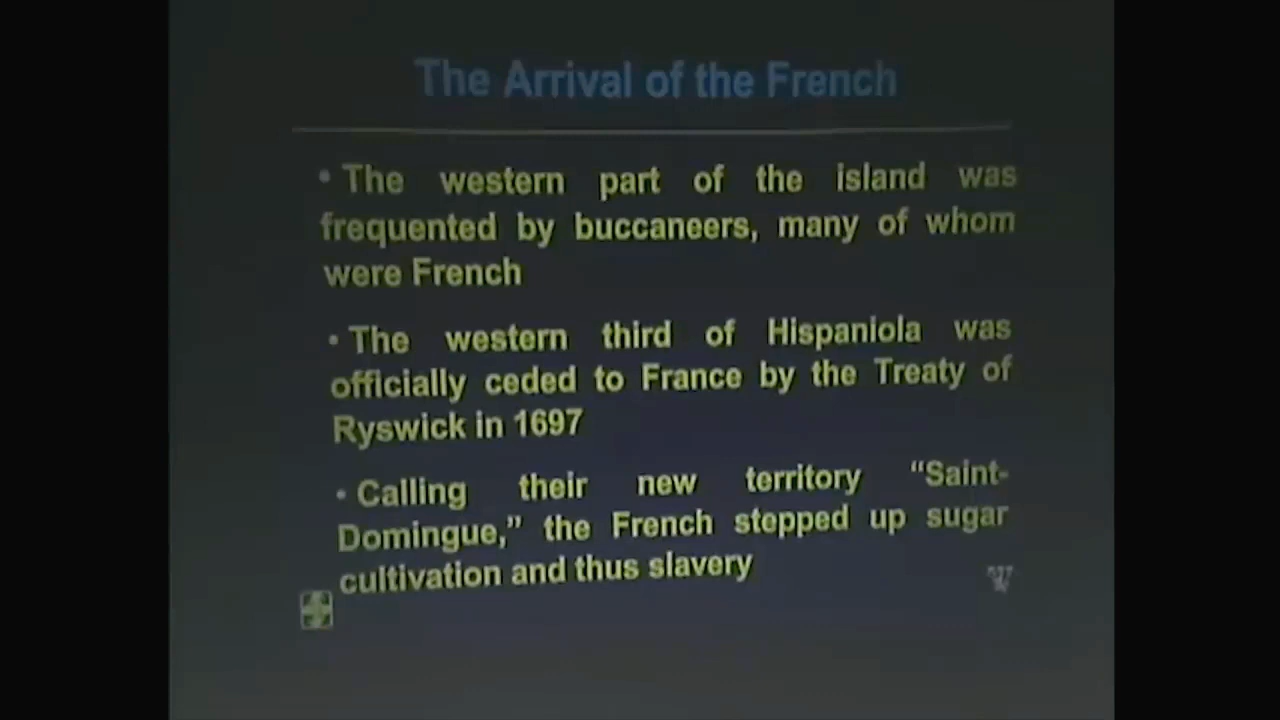 The Arrival of the French
• The western part of the island was
frequented by buccaneers, many of whom
were French
• The western third of Hispaniola was
officially ceded to France by the Treaty of
Ryswick in 1697
• Calling their new territory “Saint-
Domingue,” the French stepped up sugar
cultivation and thus slavery